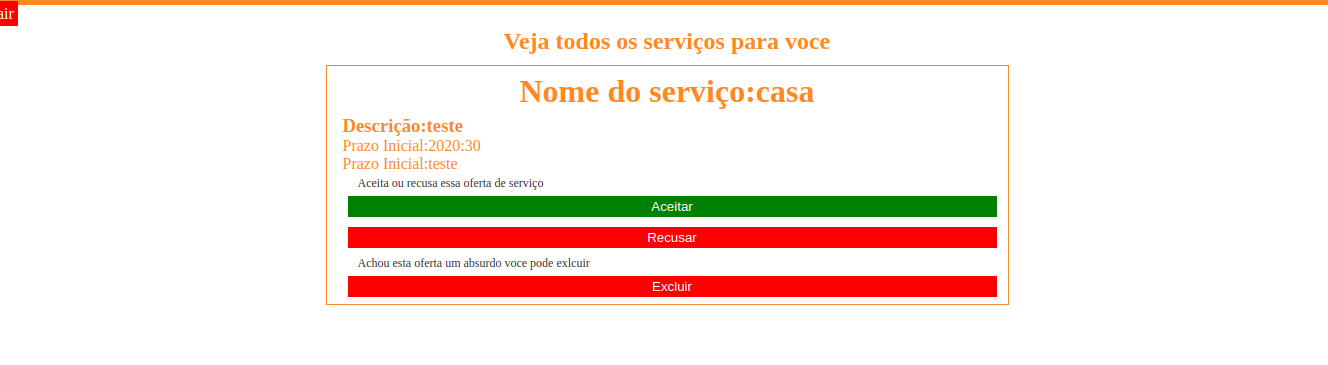 air
Veja todos os serviços para voce
Nome do serviço:casa
Descrição:teste
Prazo Inicial:2020:30
Prazo Inicial:teste
Aceita ou recusa essa oferta de serviço
Aceitar
Recusar
Achou esta oferta um absurdo voce pode exlcuir
Excluir